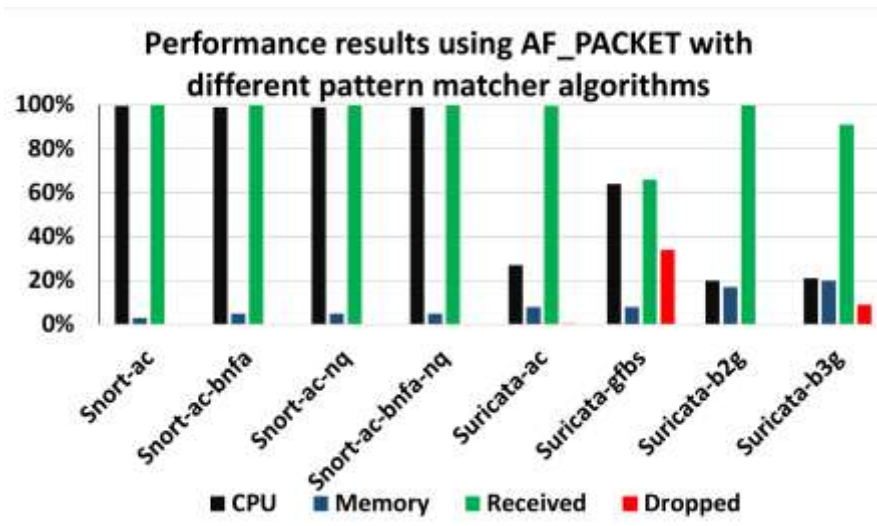 Performance results using AF_PACKET with
different pattern matcher algorithms
100%
80%
60%
40%
20%
0%
Snort-ac
Snort-ac-bnfa
Snort-ac-nq
Snort-ac-bnfa-nq
Suricata-ac
Suricata-gfbs
Suricata-b2g
Suricata-b3g
CPU Memory Received Dropped